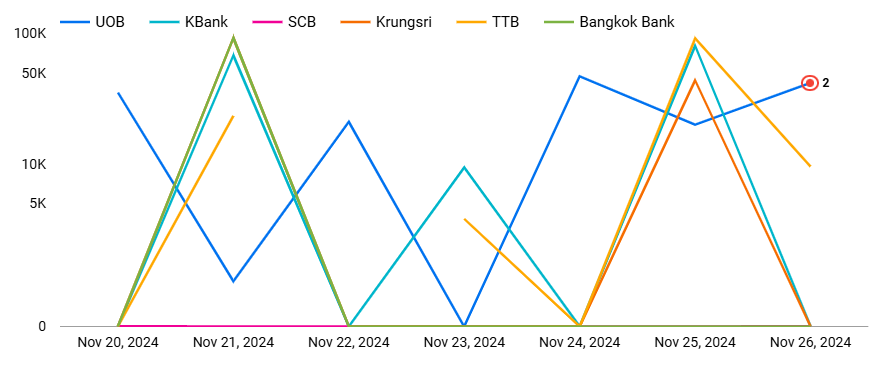 UOB KBank SCB Krungsri TTB Bangkok Bank
100K
50K
10K
5K
0
2
Nov 20, 2024 Nov 21, 2024 Nov 22, 2024 Nov 23, 2024 Nov 24, 2024 Nov 25, 2024 Nov 26, 2024